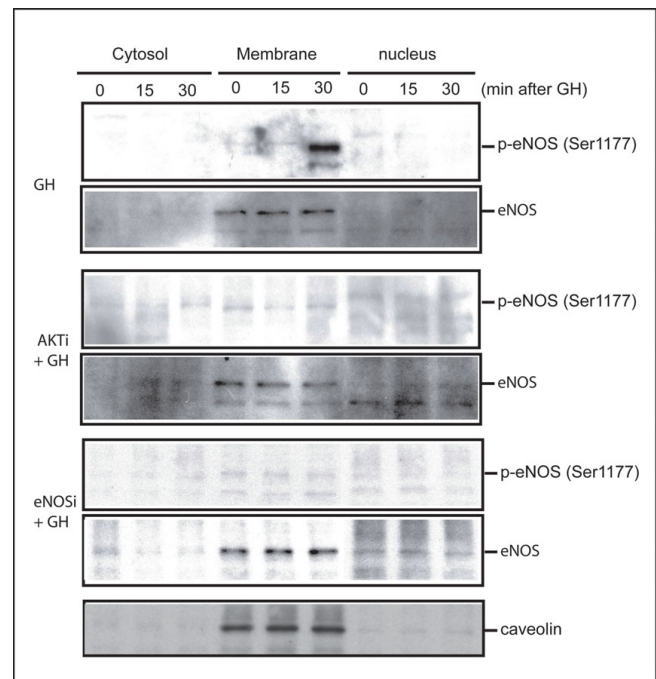 Cytosol Membrane nucleus
0 15 30 0 15 30 0 15 30 (min after GH)
p-eNOS (Ser1177)
GH
eNOS
p-eNOS (Ser1177)
AKTi
+ GH
eNOS
p-eNOS (Ser1177)
eNOSi
+ GH
eNOS
caveolin